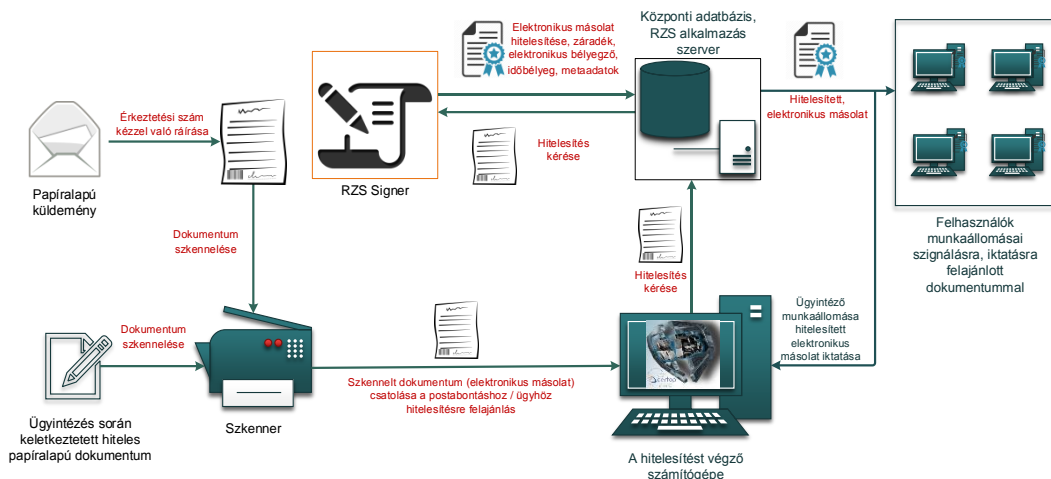 Elektronikus másolat
hitelesítése, záradék,
elektronikus bélyegző,
időbélyeg, metaadatok
Központi adatbázis,
RZS alkalmazás
szerver
Érkeztetési szám
kézzel való ráírása
Hitelesített,
elektronikus másolat
Hitelesítés
kérése
Papíralapú
küldemény
RZS Signer
Felhasználók
munkaállomásai
szignálásra, iktatásra
felajánlott
dokumentummal
Dokumentum
szkennelése
Hitelesítés
kérése
Ügyintéző
munkaállomása
hitelesített
elektronikus
másolat iktatása
Dokumentum
szkennelése
Szkennelt dokumentum (elektronikus másolat)
csatolása a postabontáshoz / ügyhöz
hitelesítésre felajánlás
Ügyintézés során
keletkeztetett hiteles
papíralapú dokumentum
Szkenner
A hitelesítést végző
számítógépe